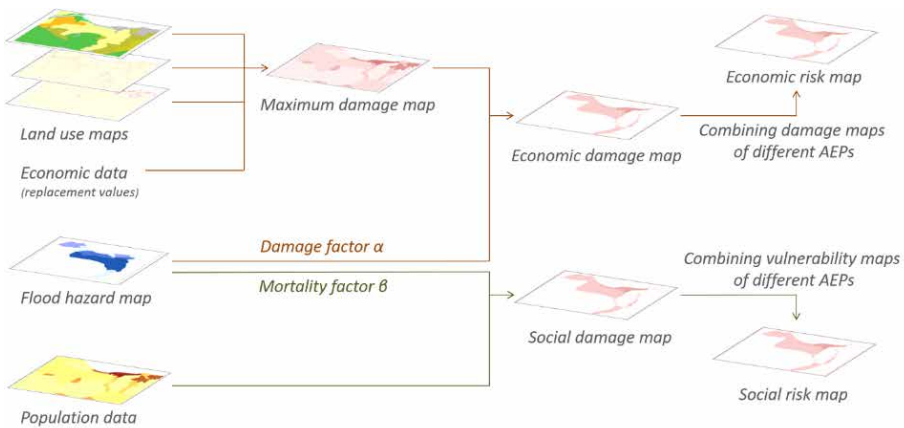 Land use maps
Economic data
(replacement values)
Maximum damage map
Economic damage map
Economic risk map
Combining damage maps
of different AEPs
Damage factor α
Mortality factor β
Flood hazard map
Population data
Social damage map
Combining vulnerability maps
of different AEPs
Social risk map